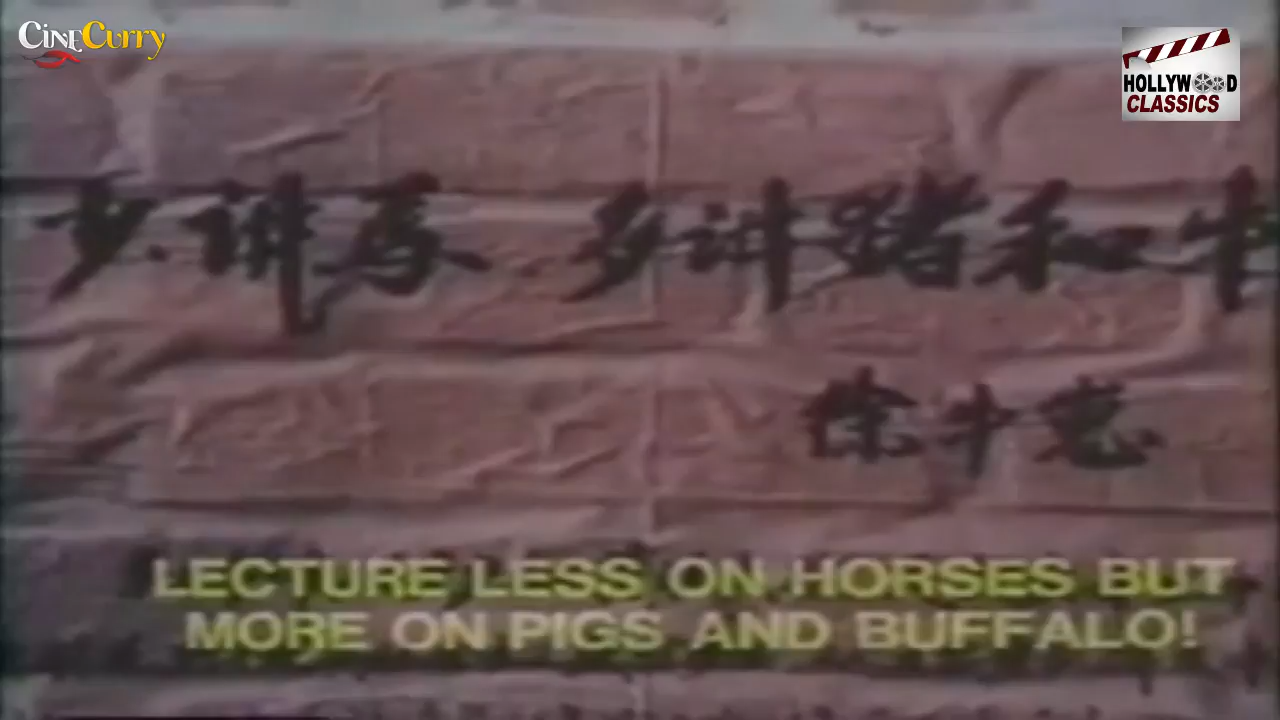 CINECURRY
HOLLYWOOD
CLASSICS
少讲马 多讲猪和牛
LECTURE LESS ON HORSES BUT
MORE ON PIGS AND BUFFALO!